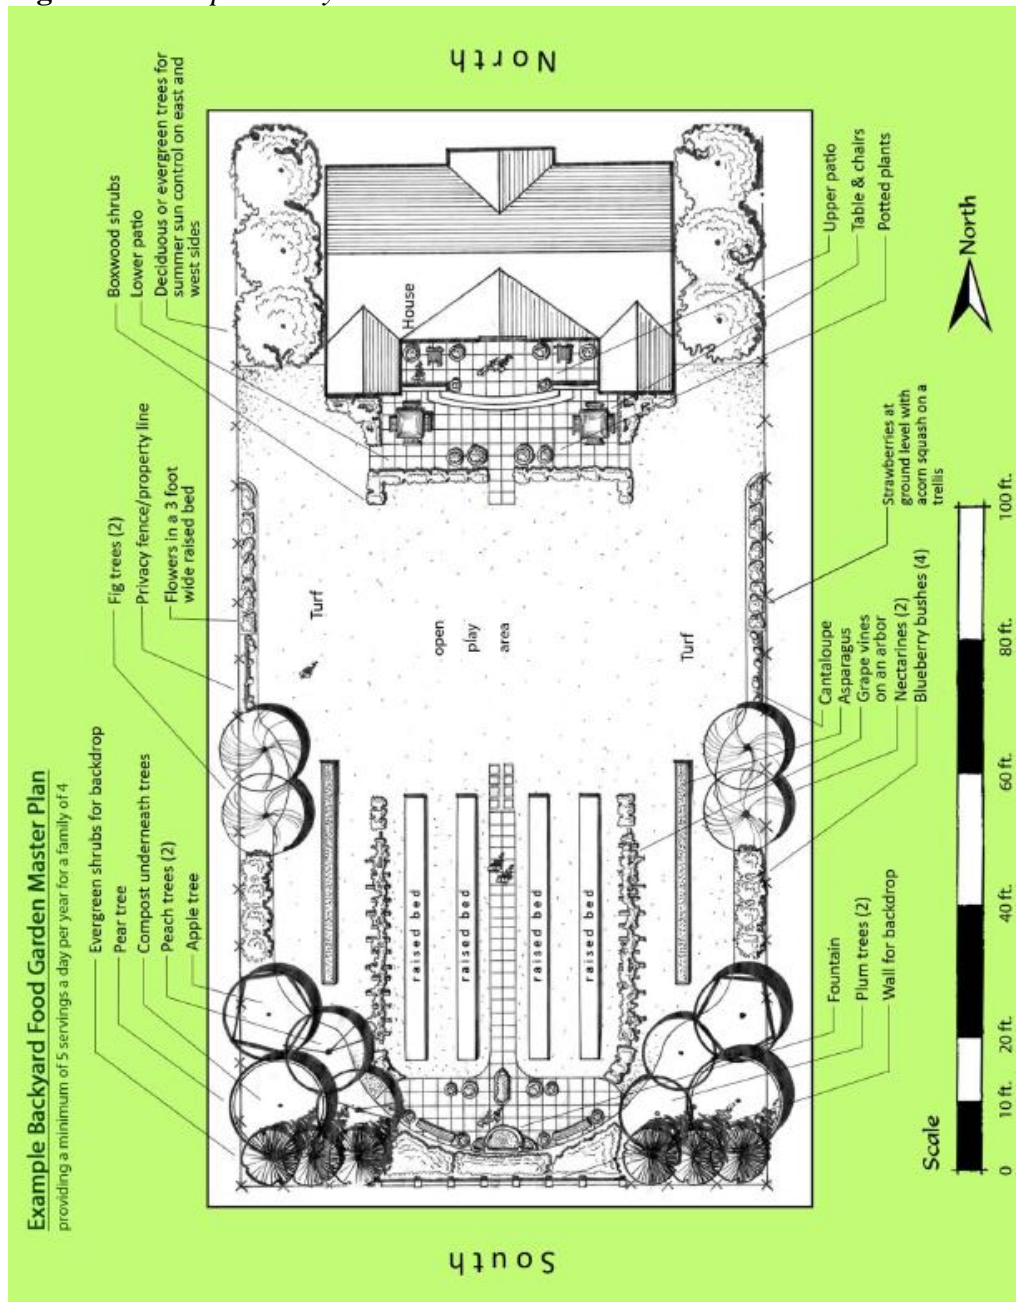 Example Backyard Food Garden Master Plan
providing a minimum of 5 servings a day per year for a family of 4
Evergreen shrubs for backdrop
Pear tree
Compost underneath trees
Peach trees (2)
Apple tree
Fig trees (2)
Privacy fence/property line
Flowers in a 3 foot
wide raised bed
Boxwood shrubs
Lower patio
Deciduous or evergreen trees for
summer sun control on east and
west sides
South
North
Turf
House
open
play
area
Turf
raised bed
raised bed
raised bed
raised bed
Fountain
Plum trees (2)
Wall for backdrop
Cantaloupe
Asparagus
Grape vines
on an arbor
Nectarines (2)
Blueberry bushes (4)
Strawberries at
ground level with
acorn squash on a
trellis
Upper patio
Table & chairs
Potted plants
North
Scale
0 10 ft. 20 ft. 40 ft. 60 ft. 80 ft. 100 ft.